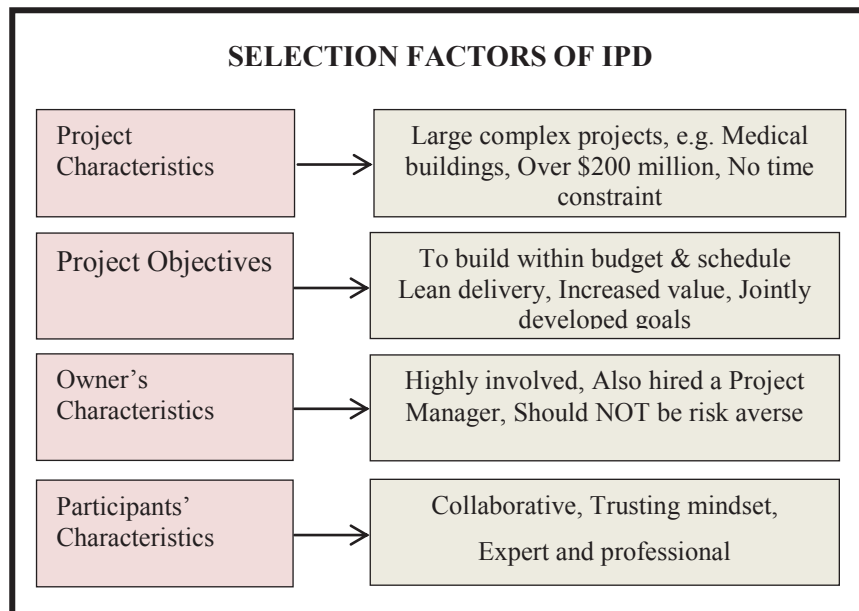 SELECTION FACTORS OF IPD
Project
Characteristics
Large complex projects, e.g. Medical
buildings, Over $200 million, No time
constraint
Project Objectives
To build within budget & schedule
Lean delivery, Increased value, Jointly
developed goals
Owner's
Characteristics
Highly involved, Also hired a Project
Manager, Should NOT be risk averse
Participants'
Characteristics
Collaborative, Trusting mindset,
Expert and professional